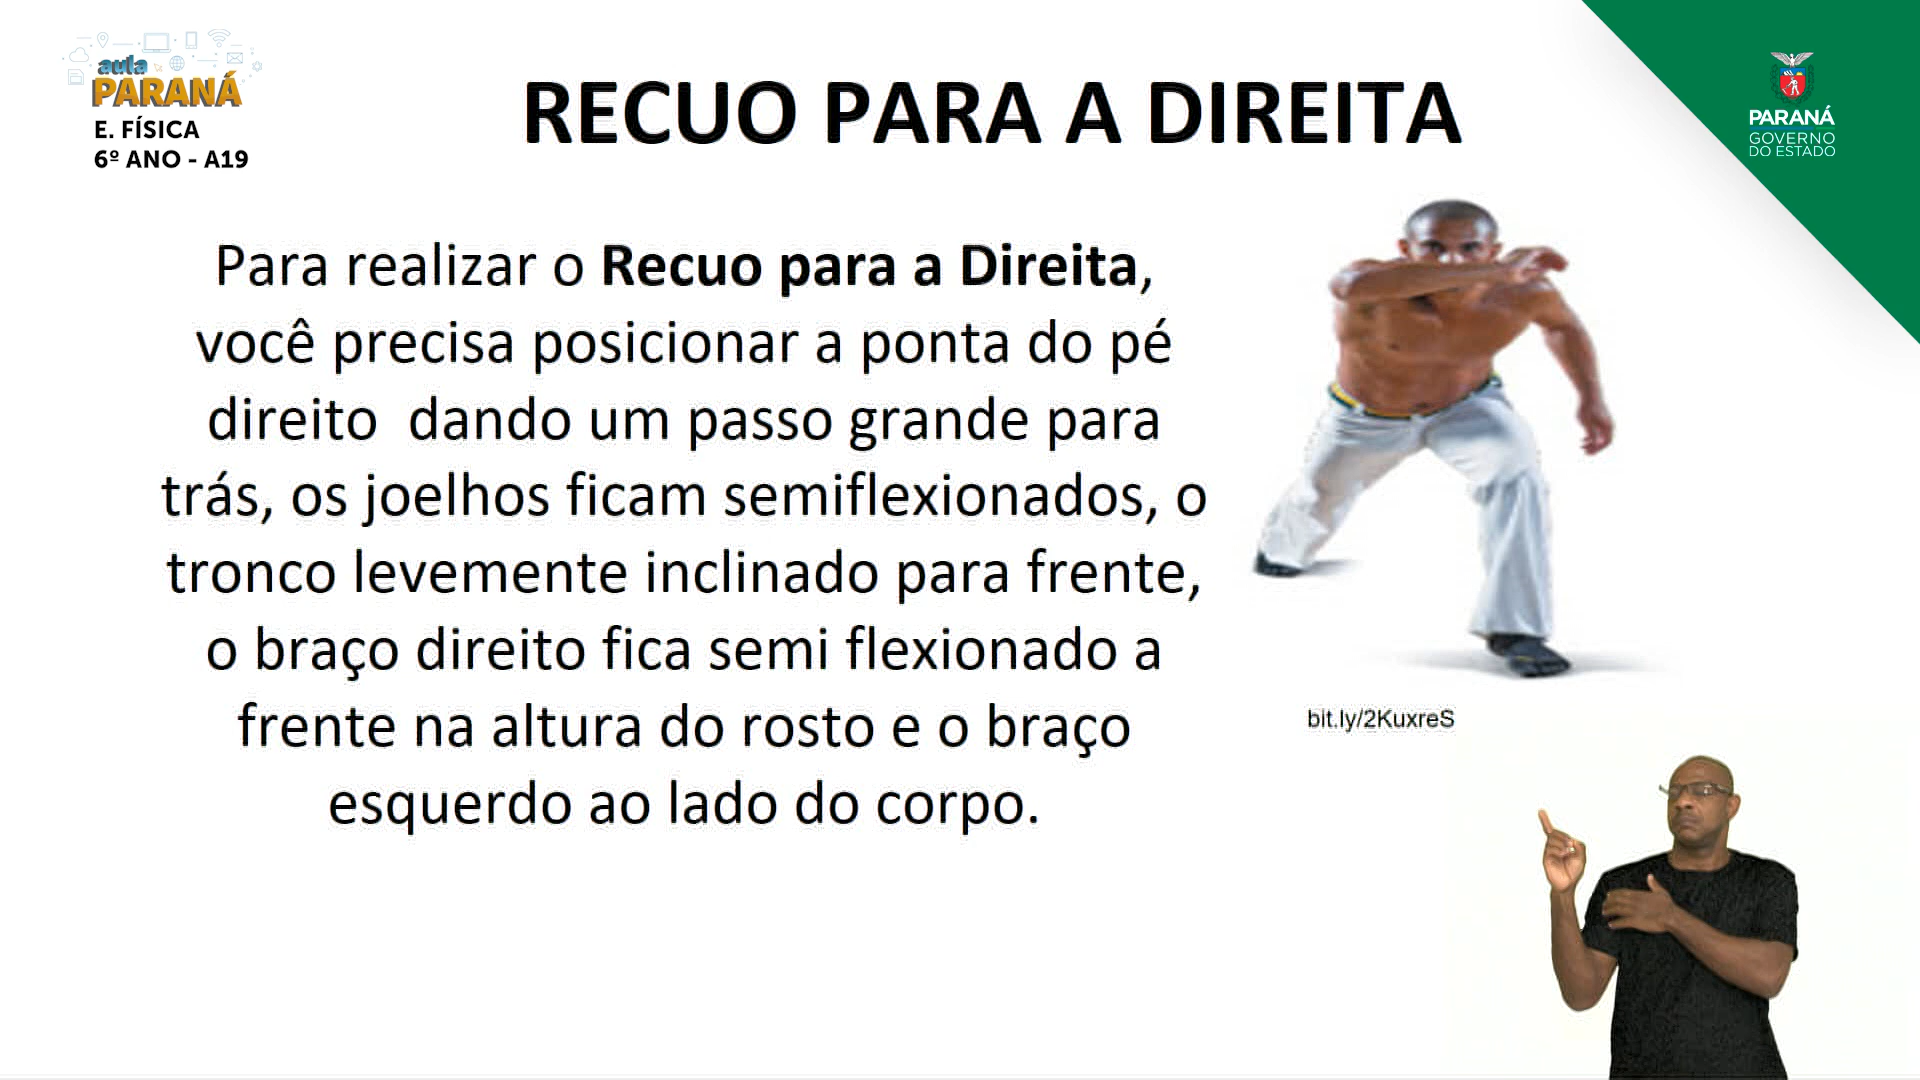 aula
PARANÁ
E. FÍSICA
6º ANO - A19
RECUO PARA A DIREITA
PARANÁ
GOVERNO
DO ESTADO
Para realizar o Recuo para a Direita,
você precisa posicionar a ponta do pé
direito  dando um passo grande para
trás, os joelhos ficam semiflexionados, o
tronco levemente inclinado para frente,
o braço direito fica semi flexionado a
frente na altura do rosto e o braço
esquerdo ao lado do corpo.
bit.ly/2KuxreS